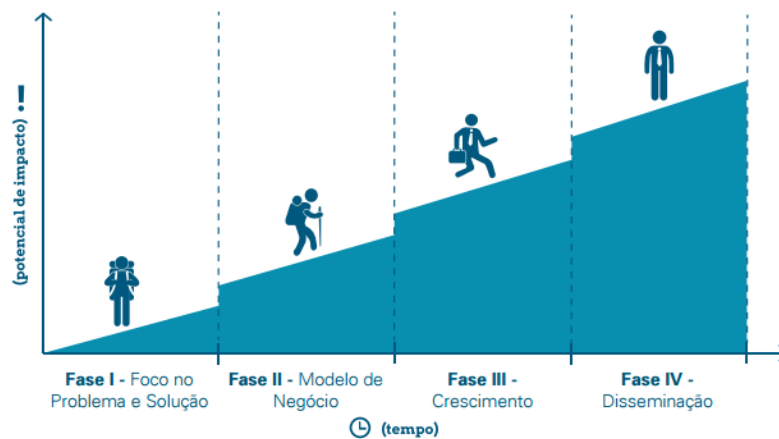 (potencial de impacto)
Fase I - Foco no
Problema e Solução
Fase II - Modelo de
Negócio
Fase III -
Crescimento
Fase IV -
Disseminação
(tempo)